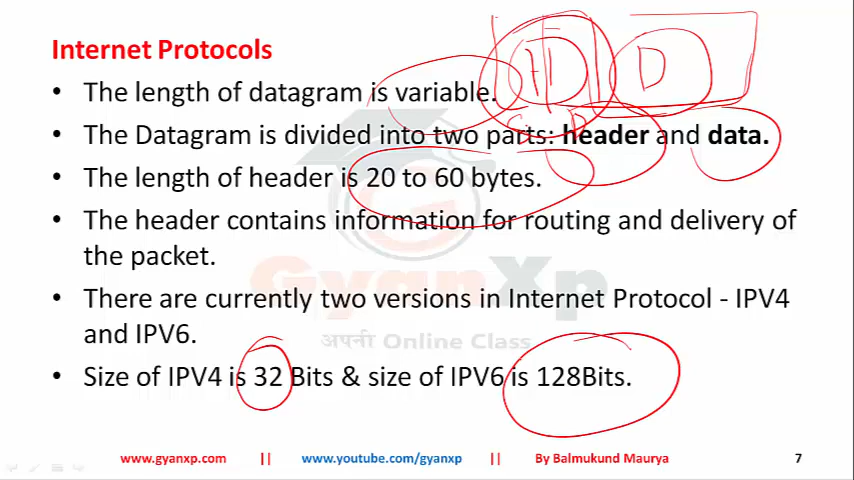 Internet Protocols
• The length of datagram is variable.
• The Datagram is divided into two parts: header and data.
• The length of header is 20 to 60 bytes.
• The header contains information for routing and delivery of
the packet.
• There are currently two versions in Internet Protocol - IPV4
and IPV6.
• Size of IPV4 is 32 Bits & size of IPV6 is 128Bits.
H D
S D
GyanXp
अपनी Online Class
www.gyanxp.com || www.youtube.com/gyanxp || By Balmukund Maurya 7